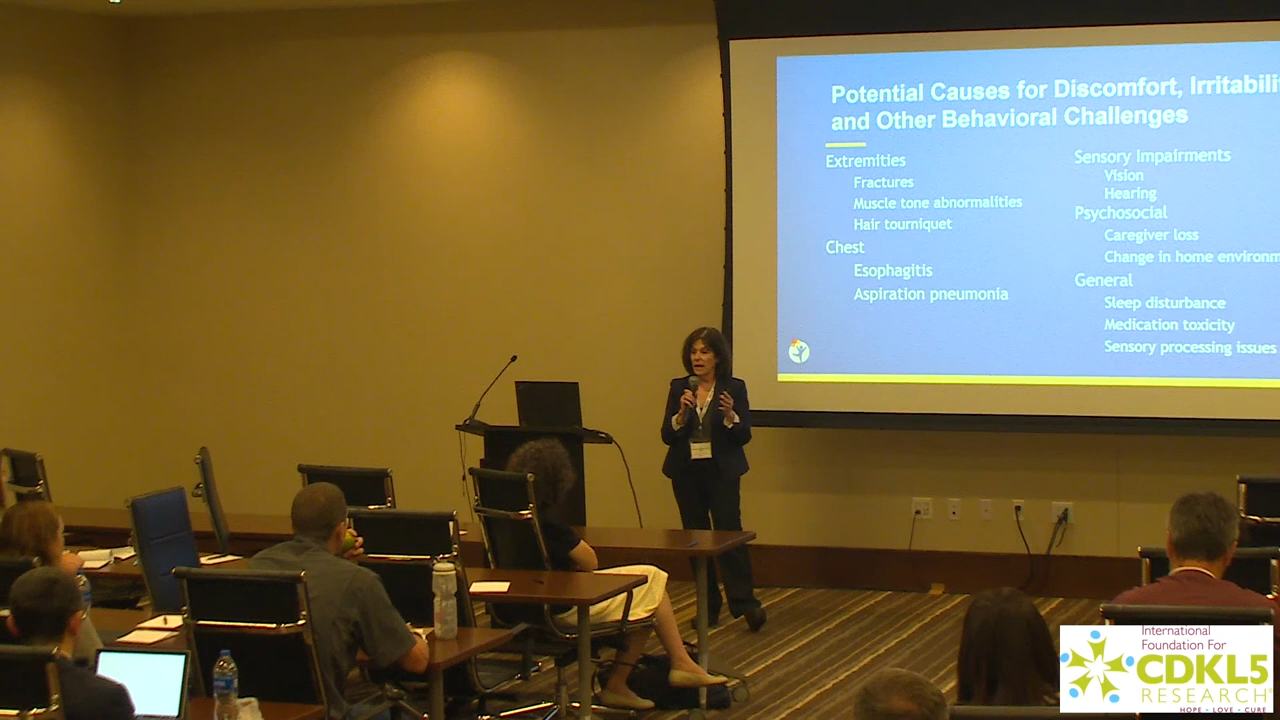 Potential Causes for Discomfort,
and Other Behavioral Challenges
Extremities
Fractures
Muscle tone abnormalities
Hair tourniquet
Chest
Esophagitis
Aspiration pneumonia
Sensory Impairments
Vision
Hearing
Psychosocial
Caregiver loss
Change in home
General
Sleep disturbance
Medication toxicity
Sensory processing issues
International
Foundation For
CDKL5
RESEARCH®
HOPE • LOVE • CURE